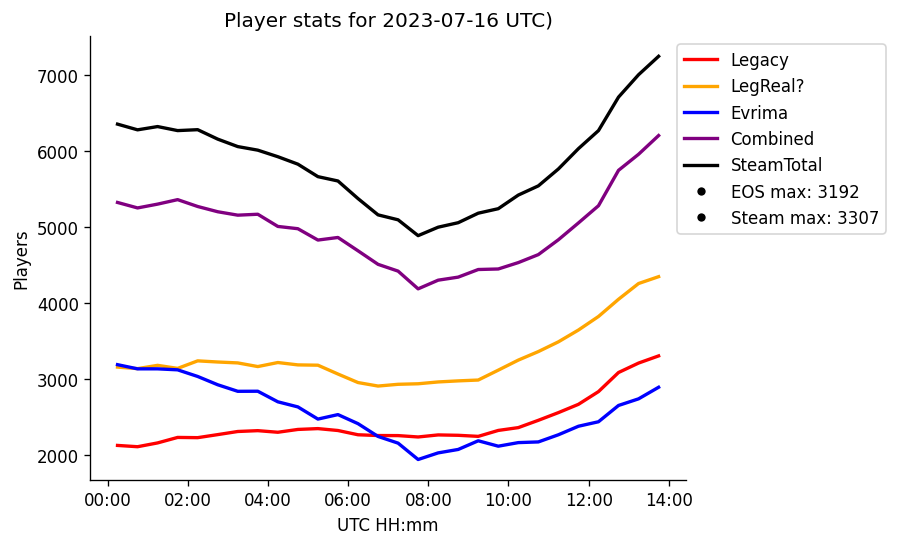 Player stats for 2023-07-16 UTC)
Players
7000
6000
5000
4000
3000
2000
00:00 02:00 04:00 06:00 08:00 10:00 12:00 14:00
UTC HH:mm
Legacy
LegReal?
Evrima
Combined
SteamTotal
EOS max: 3192
Steam max: 3307